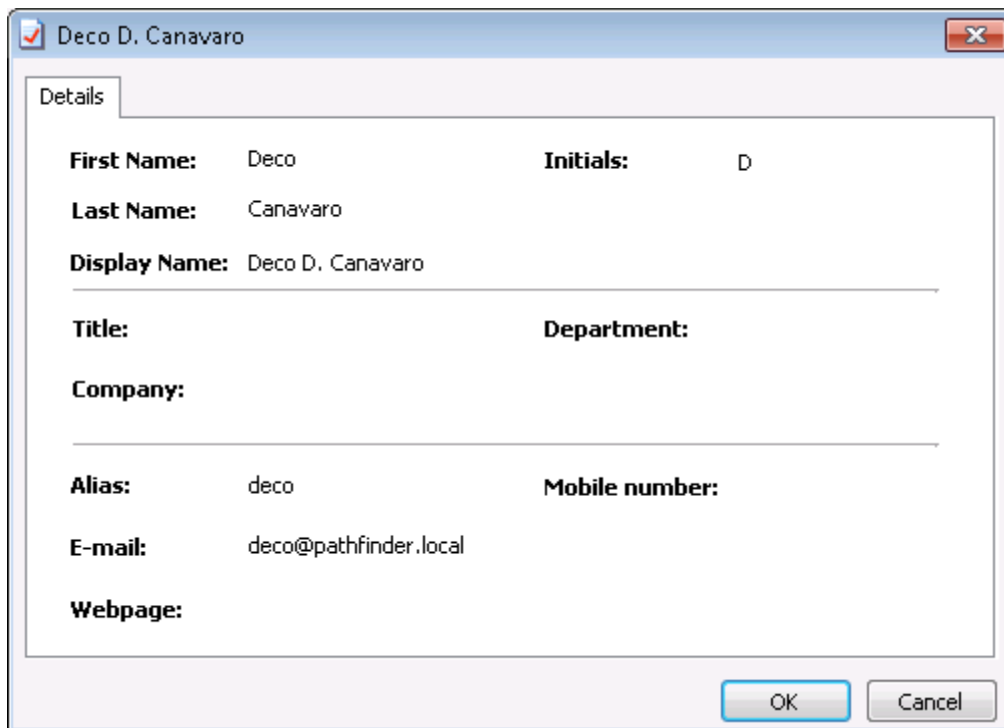 Deco D. Canavaro
Details
First Name: Deco Initials: D
Last Name: Canavaro
Display Name: Deco D. Canavaro
Title: Department:
Company:
Alias: deco Mobile number:
E-mail: deco@pathfinder.local
Webpage:
OK Cancel